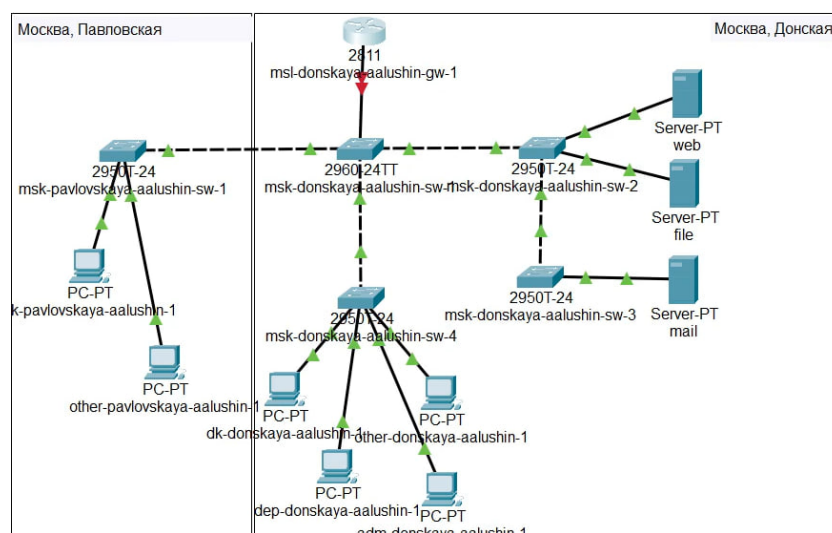 Москва, Павловская
Москва, Донская
2811
msl-donskaya-aalushin-gw-1
2950T-24
msk-pavlovskaya-aalushin-sw-1
2960-24TT
2950T-24
msk-donskaya-aalushin-sw-2
Server-PT
web
Server-PT
file
PC-PT
k-pavlovskaya-aalushin-1
2950T-24
msk-donskaya-aalushin-sw-4
2950T-24
msk-donskaya-aalushin-sw-3
Server-PT
mail
PC-PT
other-pavlovskaya-aalushin-1
PC-PT
dk-donskaya-aalushin-1
PC-PT
other-donskaya-aalushin-1
PC-PT
dep-donskaya-aalushin-1
PC-PT
adm-donskaya-aalushin-1